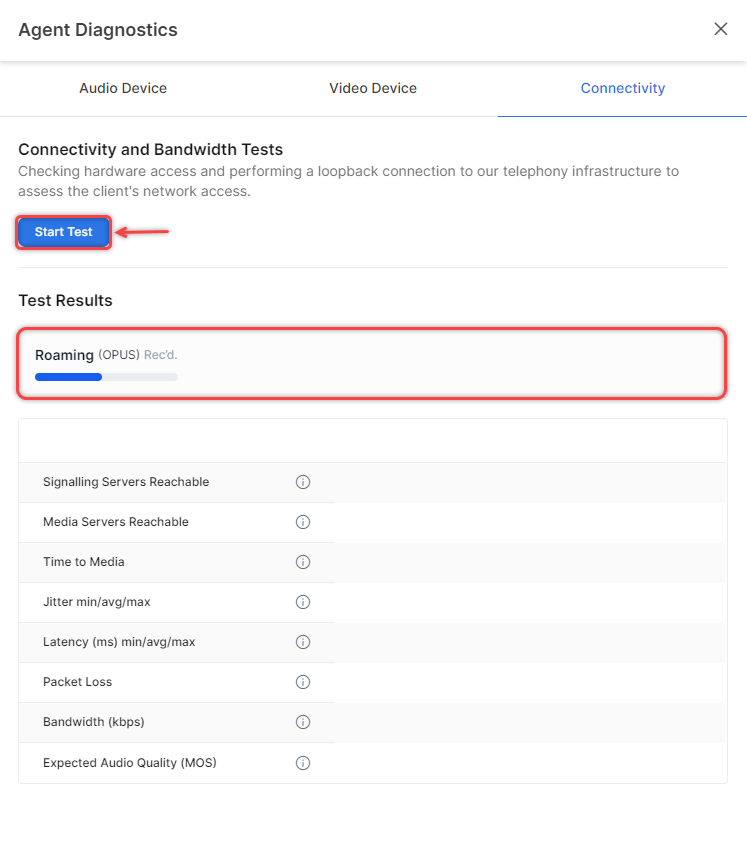 Agent Diagnostics
Audio Device Video Device Connectivity
Connectivity and Bandwidth Tests
Checking hardware access and performing a loopback connection to our telephony infrastructure to
assess the client's network access.
Start Test
Test Results
Roaming (OPUS) Rec'd.
Signalling Servers Reachable
Media Servers Reachable
Time to Media
Jitter min/avg/max
Latency (ms) min/avg/max
Packet Loss
Bandwidth (kbps)
Expected Audio Quality (MOS)